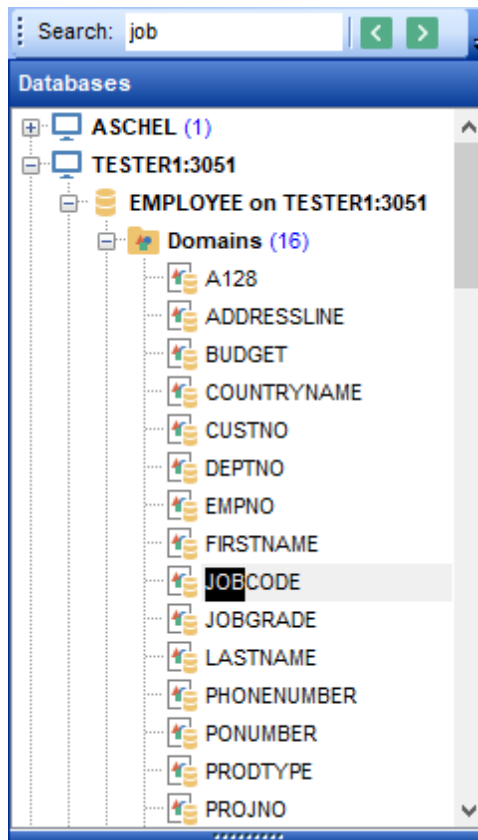 Search: job
Databases
ASCHEL (1)
TESTER1:3051
EMPLOYEE on TESTER1:3051
Domains (16)
A128
ADDRESSLINE
BUDGET
COUNTRYNAME
CUSTNO
DEPTNO
EMPNO
FIRSTNAME
JOBCODE
JOBGRADE
LASTNAME
PHONENUMBER
PONUMBER
PRODTYPE
PROJNO